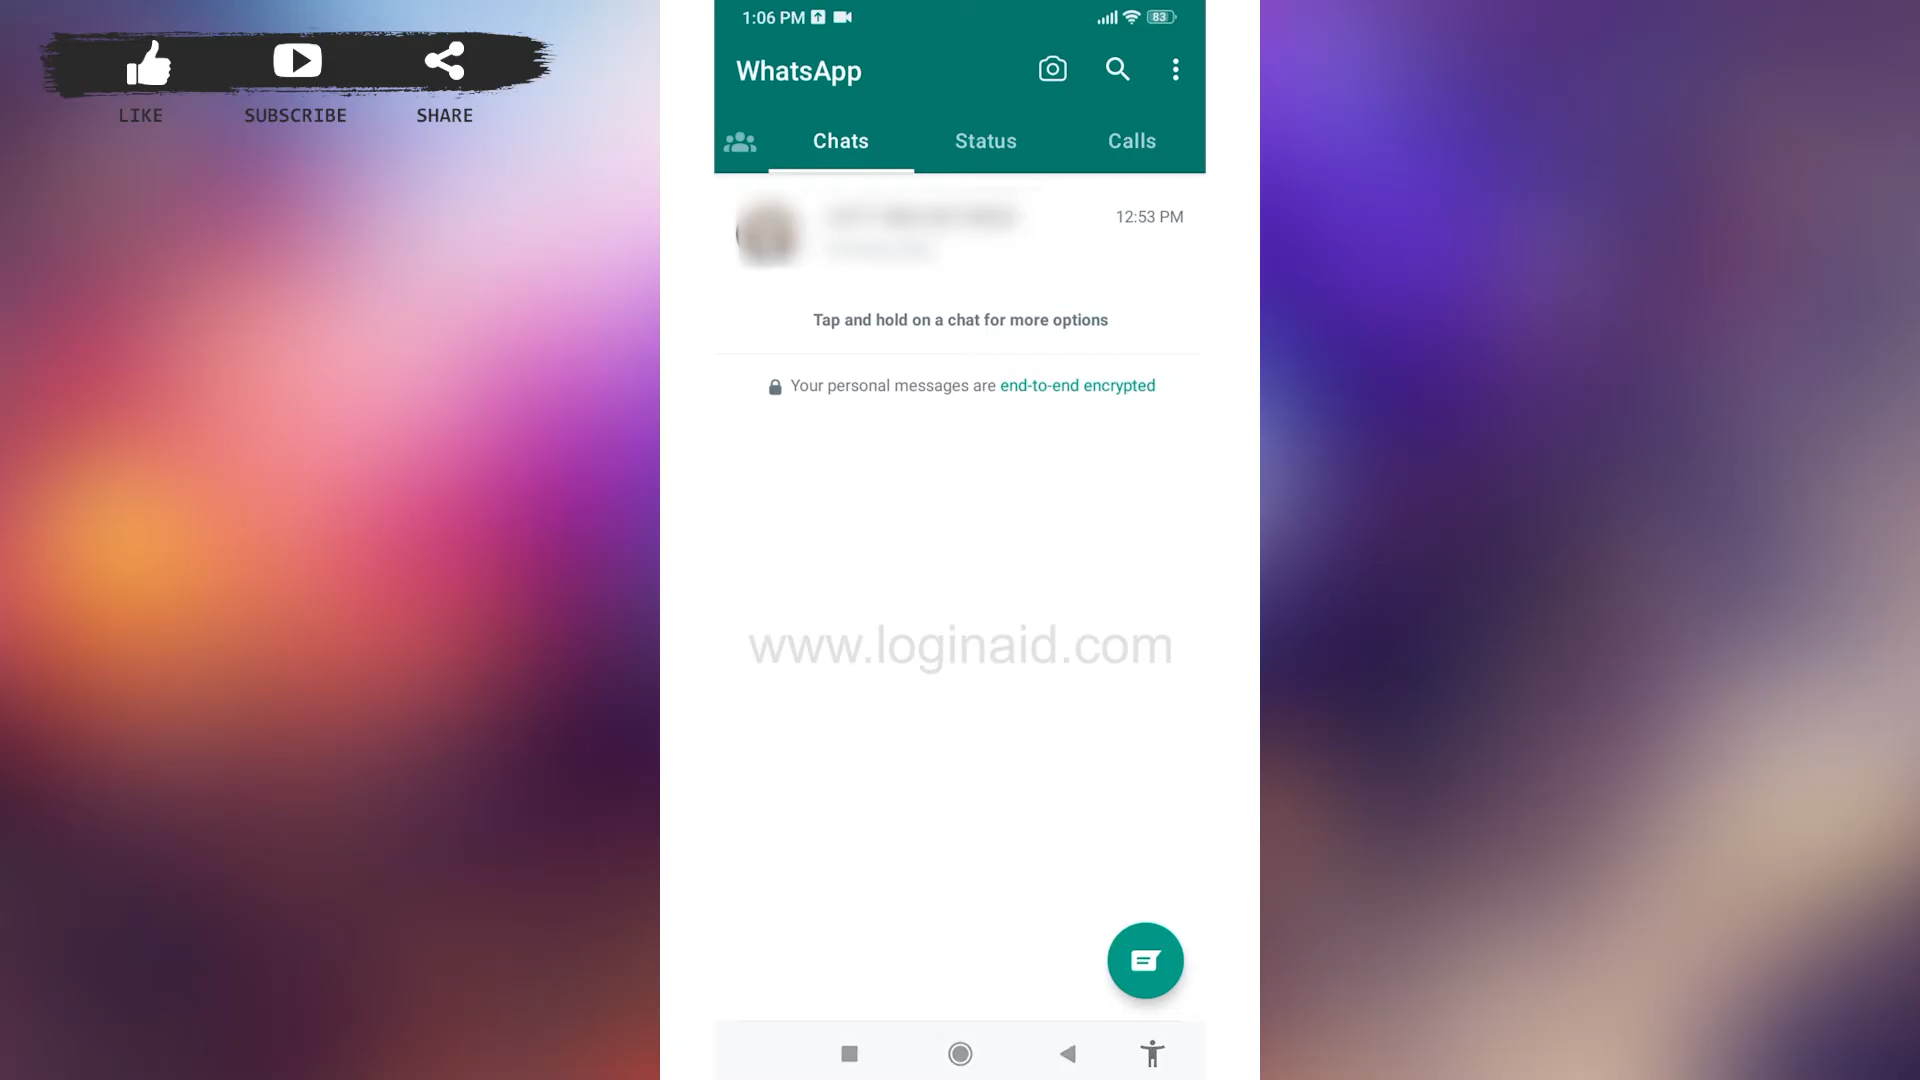 LIKE SUBSCRIBE SHARE
1:06 PM 83
WhatsApp
Chats Status Calls
12:53 PM
Tap and hold on a chat for more options
Your personal messages are end-to-end encrypted
www.loginaid.com